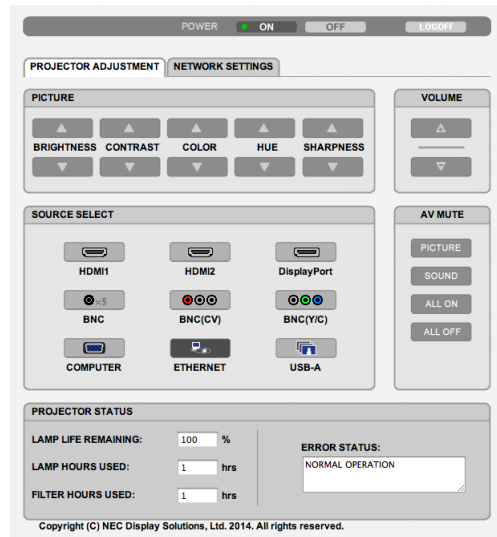 POWER ON OFF LOGOFF
PROJECTOR ADJUSTMENT NETWORK SETTINGS
PICTURE
BRIGHTNESS CONTRAST COLOR HUE SHARPNESS
VOLUME
SOURCE SELECT
HDMI1 HDMI2 DisplayPort
×5
BNC BNC(CV) BNC(Y/C)
COMPUTER ETHERNET USB-A
AV MUTE
PICTURE
SOUND
ALL ON
ALL OFF
PROJECTOR STATUS
LAMP LIFE REMAINING: 100 %
LAMP HOURS USED: 1 hrs
FILTER HOURS USED: 1 hrs
ERROR STATUS:
NORMAL OPERATION
Copyright (C) NEC Display Solutions, Ltd. 2014. All rights reserved.